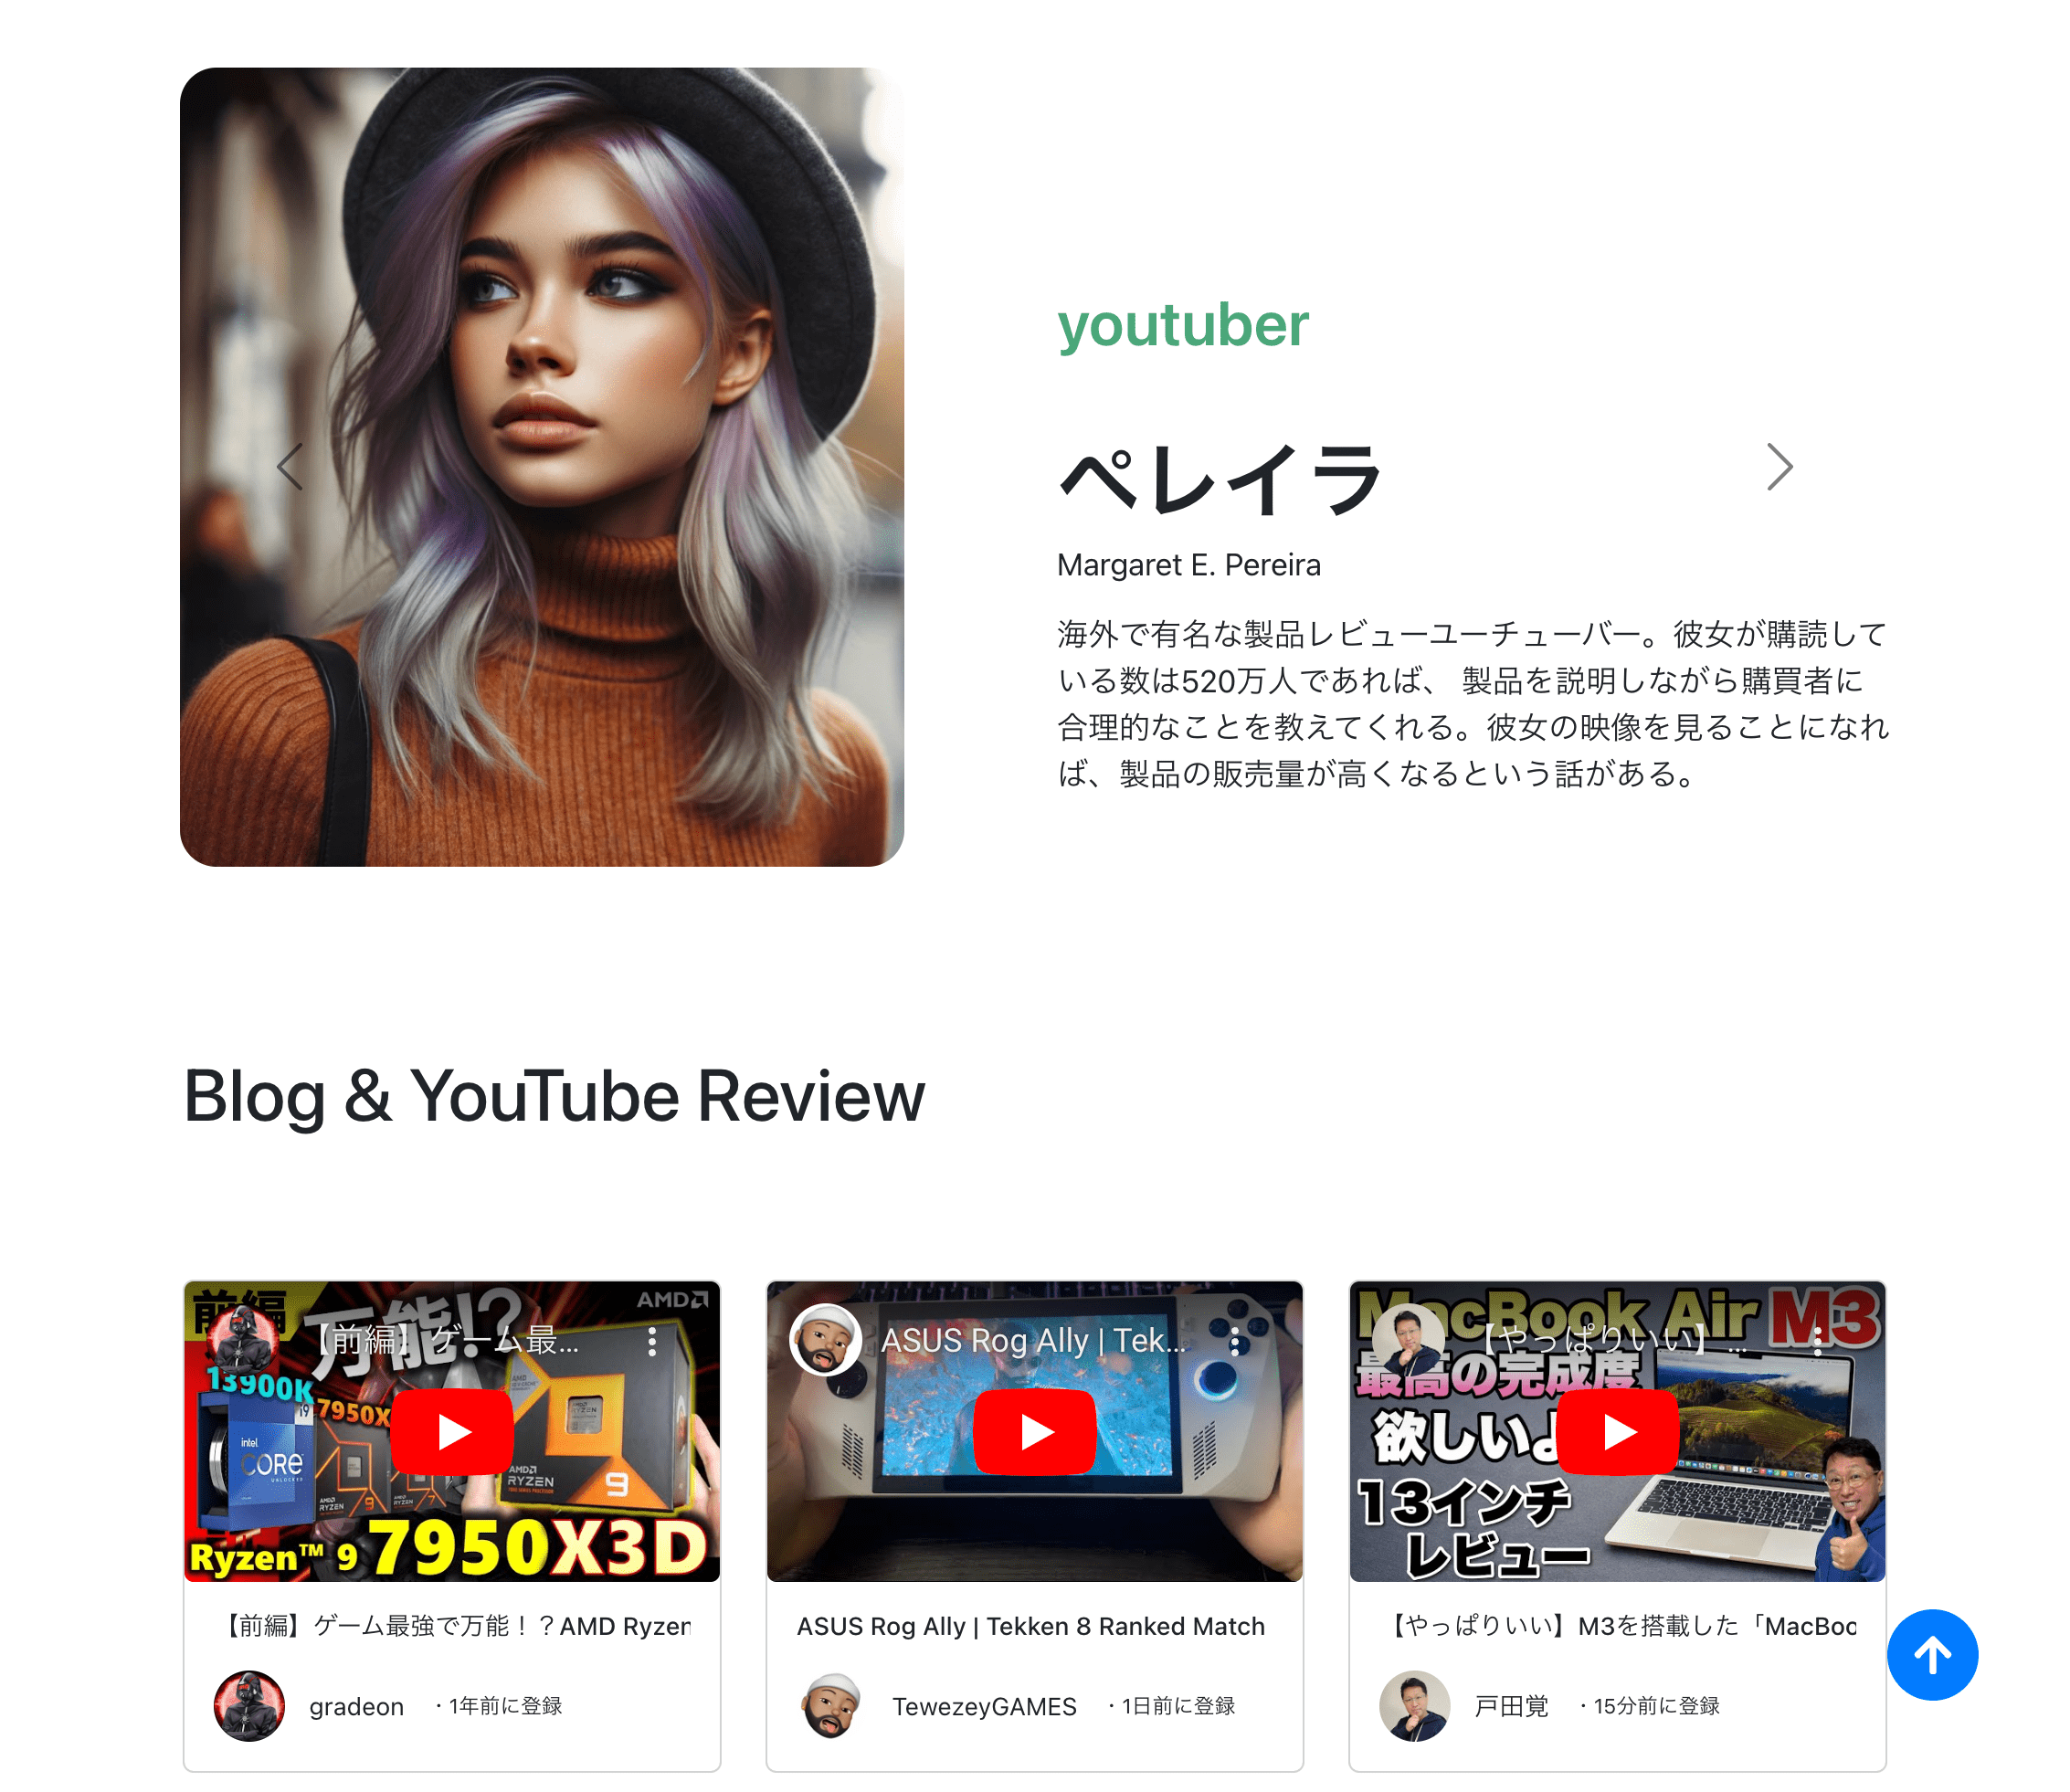 youtuber
ペレイラ
Margaret E. Pereira
海外で有名な製品レビューユーチューバー。彼女が購読して
いる数は520万人であれば、 製品を説明しながら購買者に
合理的なことを教えてくれる。彼女の映像を見ることになれ
ば、製品の販売量が高くなるという話がある。
Blog & YouTube Review
前編
万能!?
AMD
【前編】ゲーム最...
13900K
7950X
i9
intel
CORE
UNLOCKED
AMD
RYZEN
9
AMD
RYZEN
AMD
RYZEN
9
Ryzen™ 9 7950X3D
ASUS Rog Ally | Tek...
MacBook Air M3
【やっぱりいい】...
最高の完成度
欲しいよ
13インチ
レビュー
【前編】ゲーム最強で万能！？AMD Ryzen
gradeon ・1年前に登録
ASUS Rog Ally | Tekken 8 Ranked Match
TewezeyGAMES ・1日前に登録
【やっぱりいい】M3を搭載した「MacBoo
戸田覚 ・15分前に登録